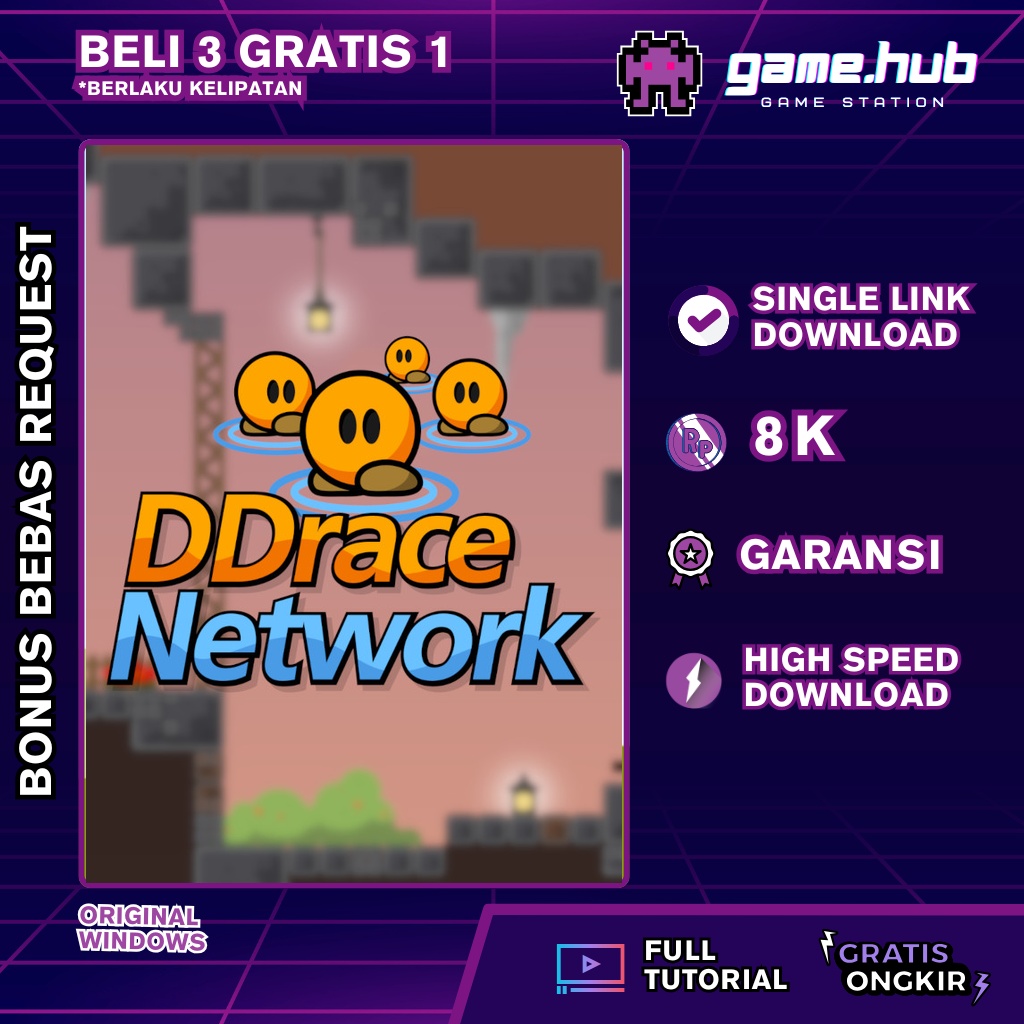 BELI 3 GRATIS 1
*BERLAKU KELIPATAN
game.hub
GAME STATION
BONUS BEBAS REQUEST
DDrace
Network
SINGLE LINK
DOWNLOAD
Rp
8K
GARANSI
HIGH SPEED
DOWNLOAD
ORIGINAL
WINDOWS
FULL
TUTORIAL
GRATIS
ONGKIR